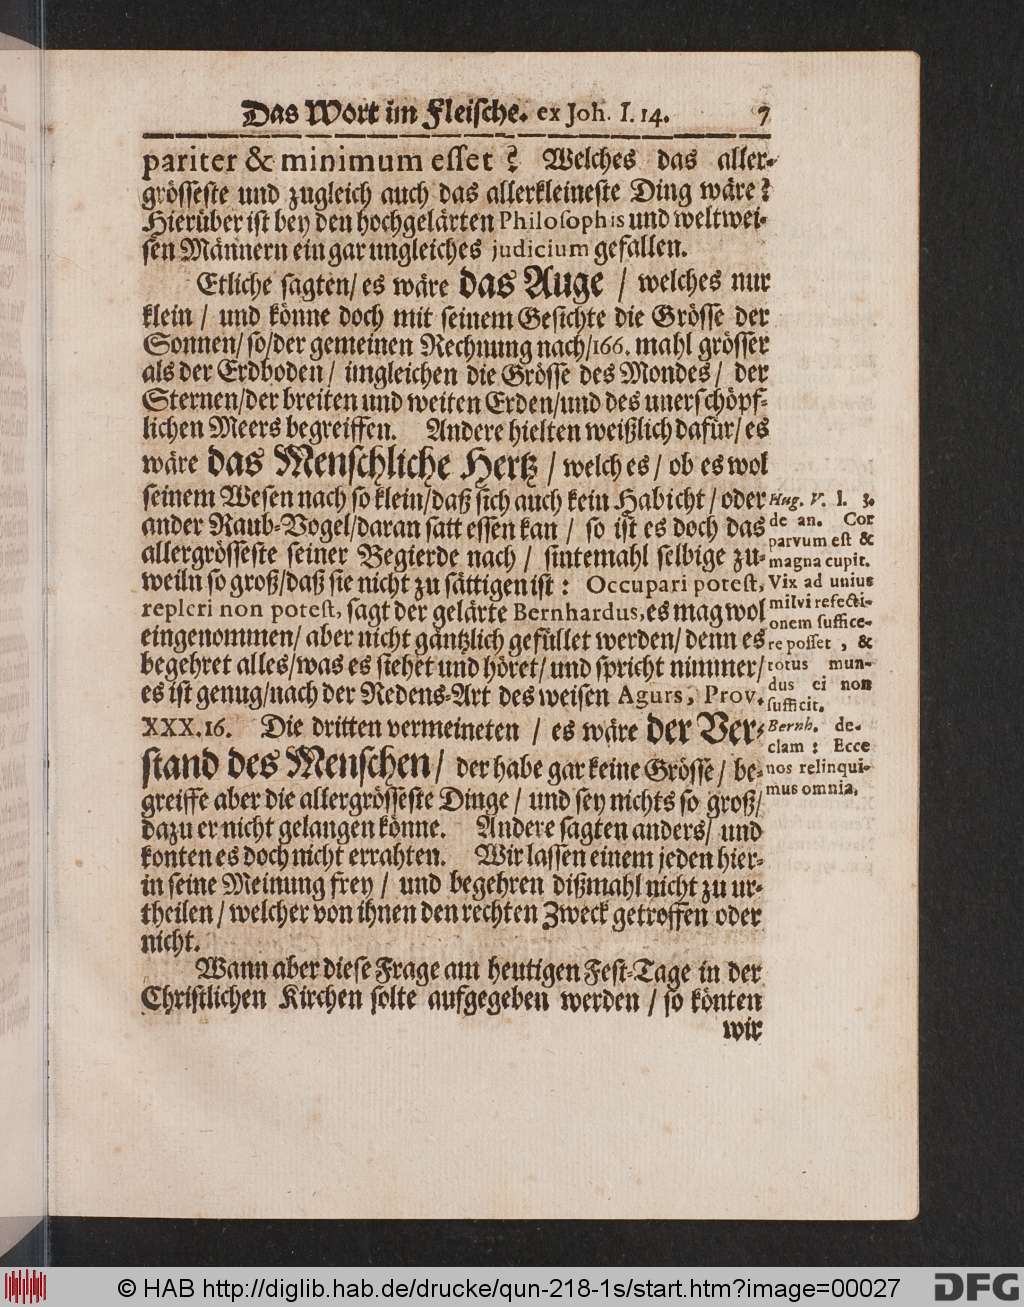 Das Wort im Fleiſche. ex Joh. I. 14. 7
pariter & minimum eſſet? Welches das aller-
gröſſeſte und zugleich auch das allerkleineſte Ding wäre?
Hierüber iſt bey den hochgelärten Philoſophis und weltwei-
ſen Männern ein gar ungleiches judicium gefallen.
Etliche ſagten/ es wäre das Auge / welches nur
klein / und könne doch mit ſeinem Geſichte die Gröſſe der
Sonnen/ ſo/ der gemeinen Rechnung nach/ 166. mahl gröſſer
als der Erdboden / imgleichen die Gröſſe des Mondes / der
Sternen/ der breiten und weiten Erden/ und des unerſchöpf-
lichen Meers begreiffen. Andere hielten weißlich dafür/ es
wäre das Menſchliche Hertz / welches / ob es wol
ſeinem Weſen nach ſo klein/ daß ſich auch kein Habicht / oder
ander Raub-Vogel/ daran ſatt eſſen kan / ſo iſt es doch das
allergröſſeſte ſeiner Begierde nach / ſintemahl ſelbige zu-
weiln ſo groß/ daß ſie nicht zu ſättigen iſt: Occupari poteſt,
repleri non poteſt, ſagt der gelärte Bernhardus, es mag wol
eingenommen/ aber nicht gäntzlich gefüllet werden/ denn es
begehret alles/ was es ſiehet und höret/ und ſpricht nimmer/
es iſt genug/ nach der Redens-Art des weiſen Agurs, Prov.
XXX. 16. Die dritten vermeineten / es wäre der Ver-
ſtand des Menſchen/ der habe gar keine Gröſſe / be-
greiffe aber die allergröſſeſte Dinge / und ſey nichts ſo groß/
dazu er nicht gelangen könne. Andere ſagten anders/ und
konten es doch nicht errahten. Wir laſſen einem jeden hier-
in ſeine Meinung frey / und begehren dißmahl nicht zu ur-
theilen / welcher von ihnen den rechten Zweck getroffen oder
nicht.
Wann aber dieſe Frage am heutigen Feſt-Tage in der
Chriſtlichen Kirchen ſolte aufgegeben werden / ſo könten
wir
Hug. V. l. 3.
de an. Cor
parvum eſt &
magna cupit.
Vix ad unius
milvi refecti-
onem ſuffice-
re poſſet, &
totus mun-
dus ei non
ſufficit.
Bernh. de-
clam: Ecce
nos relinqui-
mus omnia.
© HAB http://diglib.hab.de/drucke/qun-218-1s/start.htm?image=00027
DFG